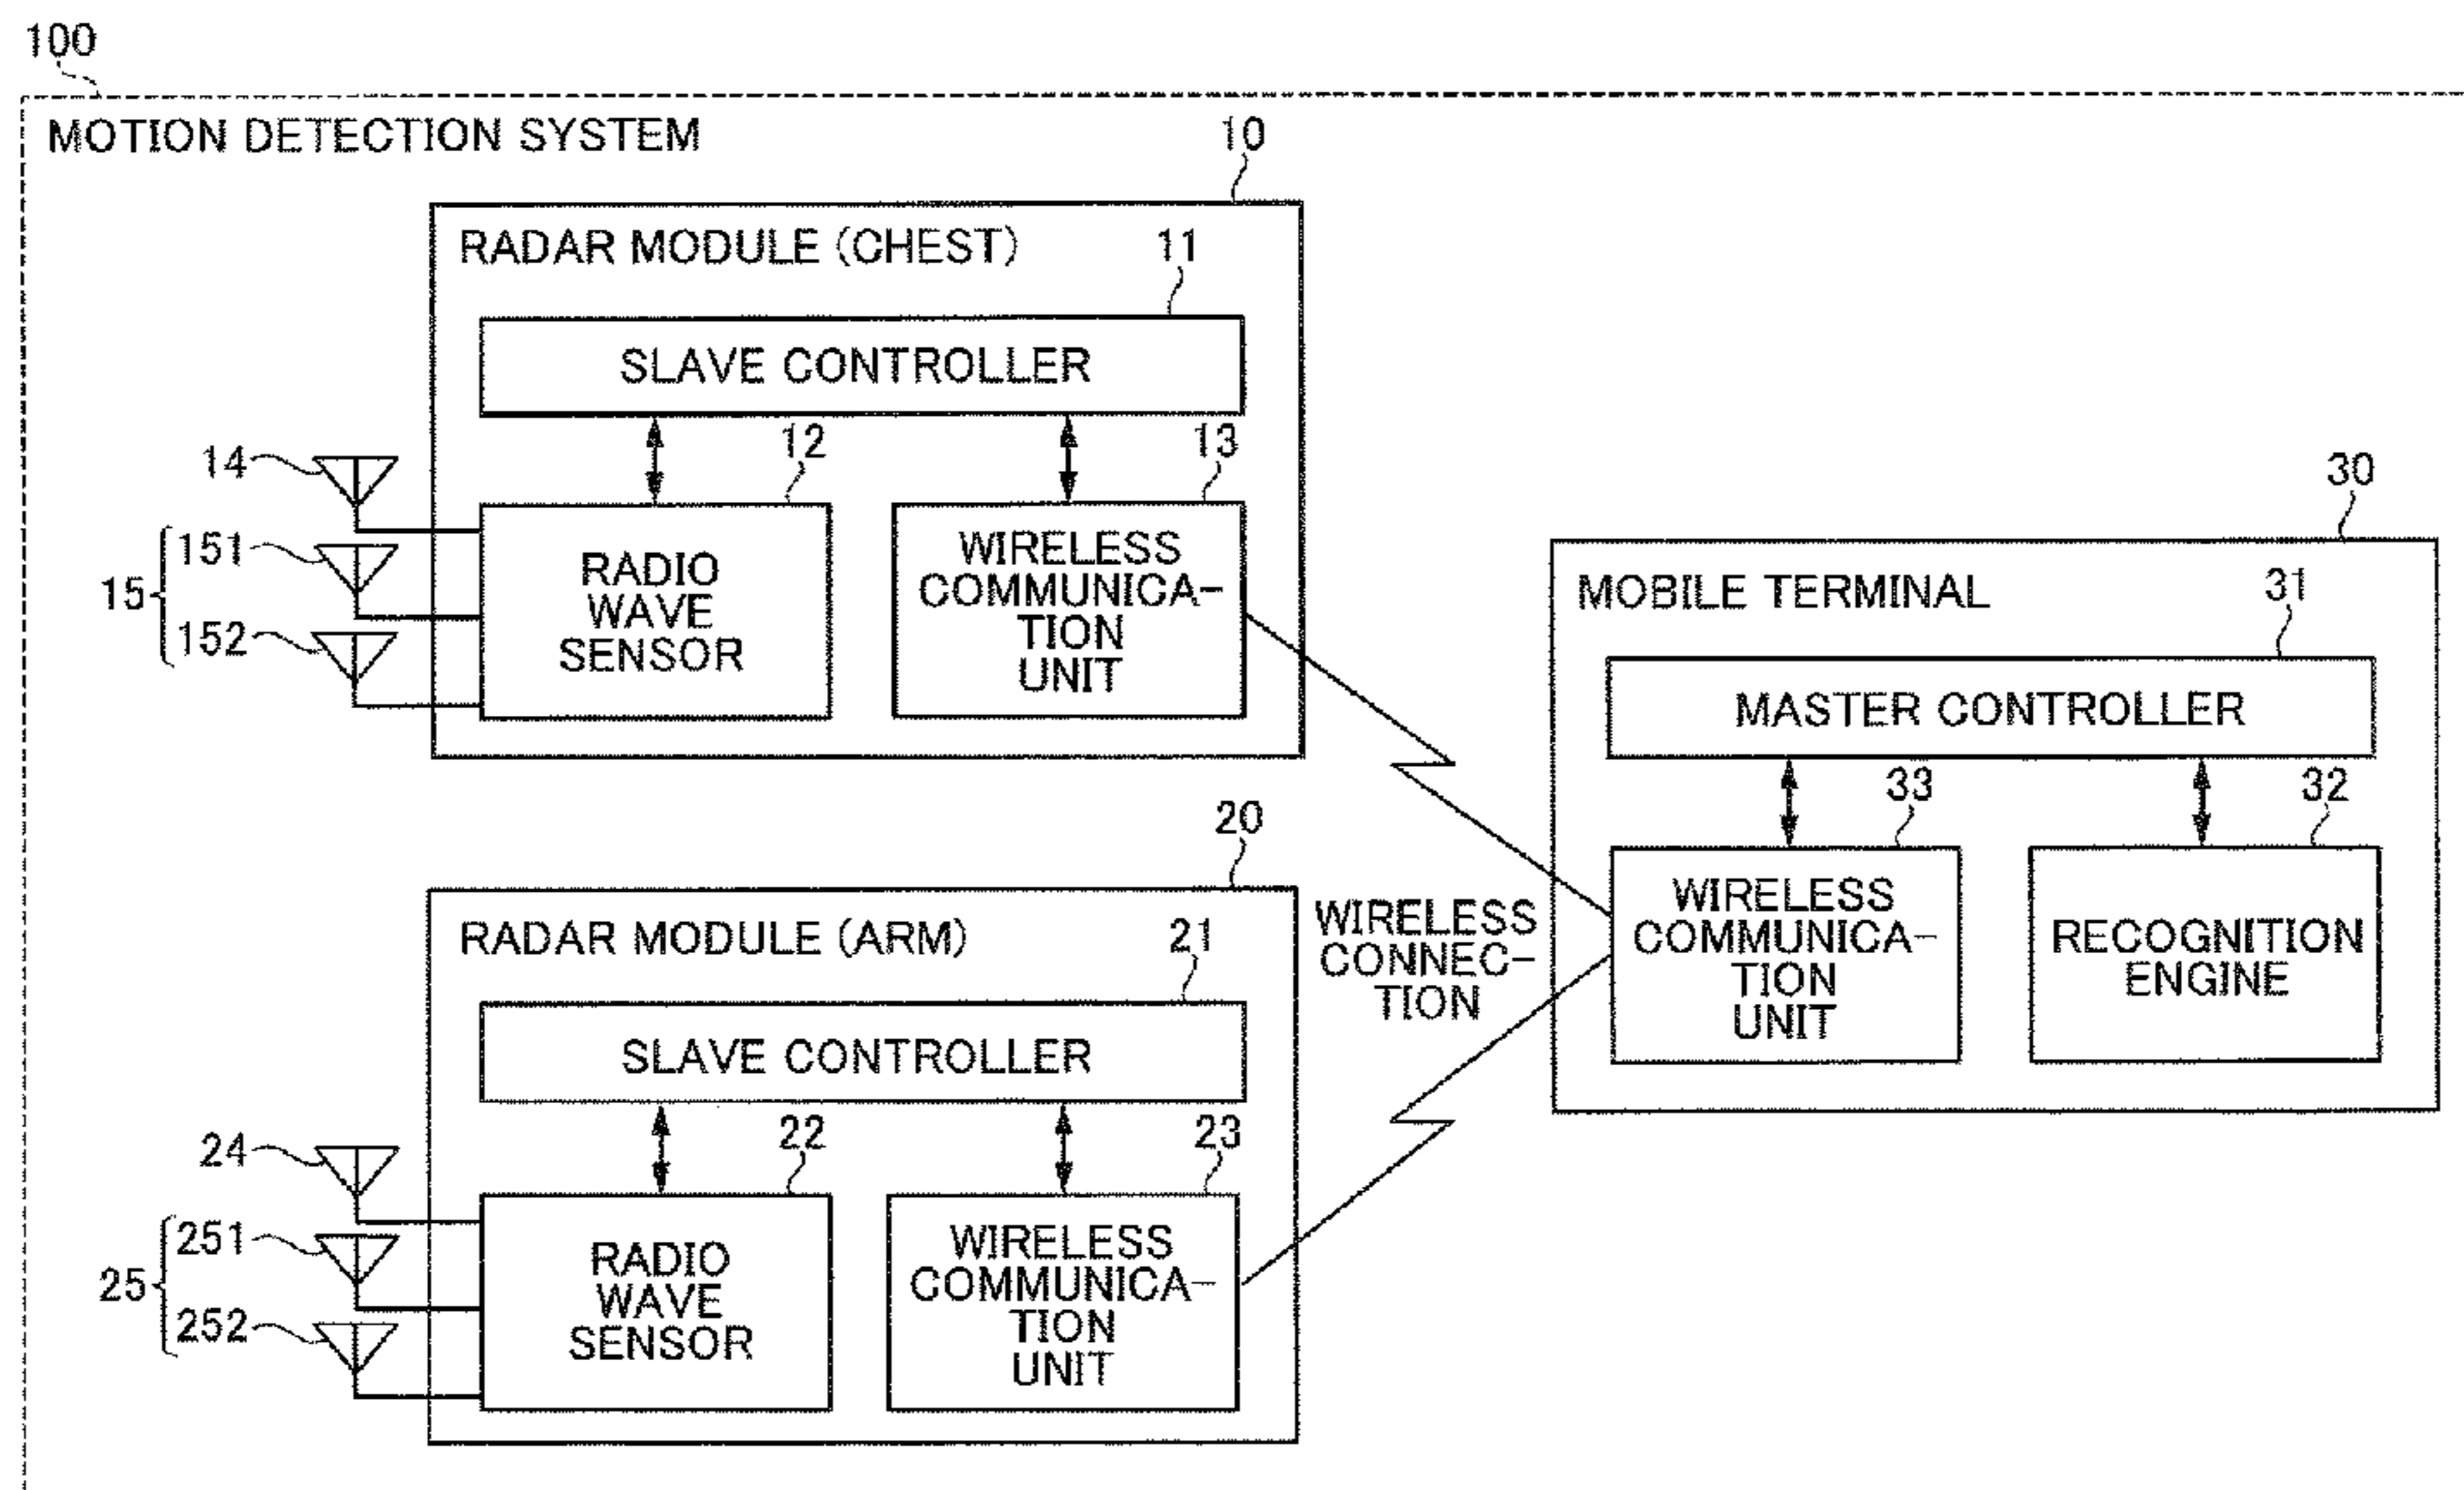 100
MOTION DETECTION SYSTEM
10
RADAR MODULE (CHEST)
11
SLAVE CONTROLLER
12
13
14
15
151
152
RADIO
WAVE
SENSOR
WIRELESS
COMMUNICA-
TION
UNIT
30
MOBILE TERMINAL
31
MASTER CONTROLLER
33
32
WIRELESS
COMMUNICA-
TION
UNIT
RECOGNITION
ENGINE
WIRELESS
CONNEC-
TION
20
RADAR MODULE (ARM)
21
SLAVE CONTROLLER
22
23
24
25
251
252
RADIO
WAVE
SENSOR
WIRELESS
COMMUNICA-
TION
UNIT